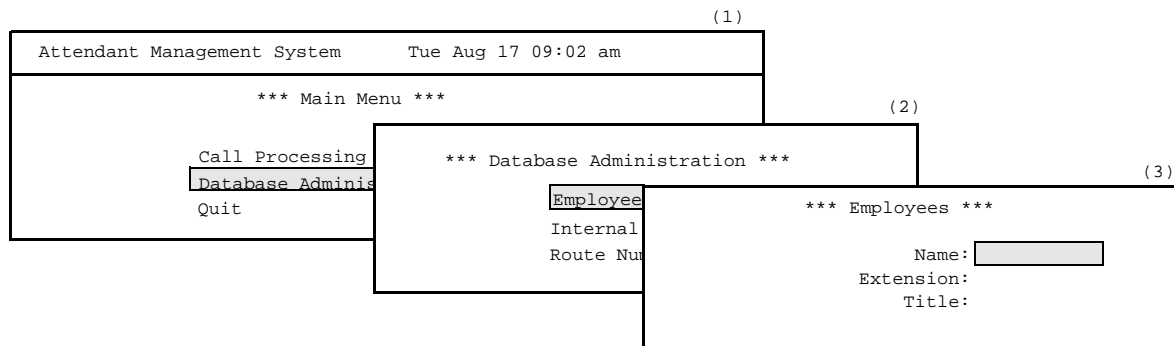 (1)
Attendant Management System Tue Aug 17 09:02 am
*** Main Menu ***
Call Processing
Database Adminis
Quit
(2)
*** Database Administration ***
Employee
Internal
Route Nu
(3)
*** Employees ***
Name:
Extension:
Title: